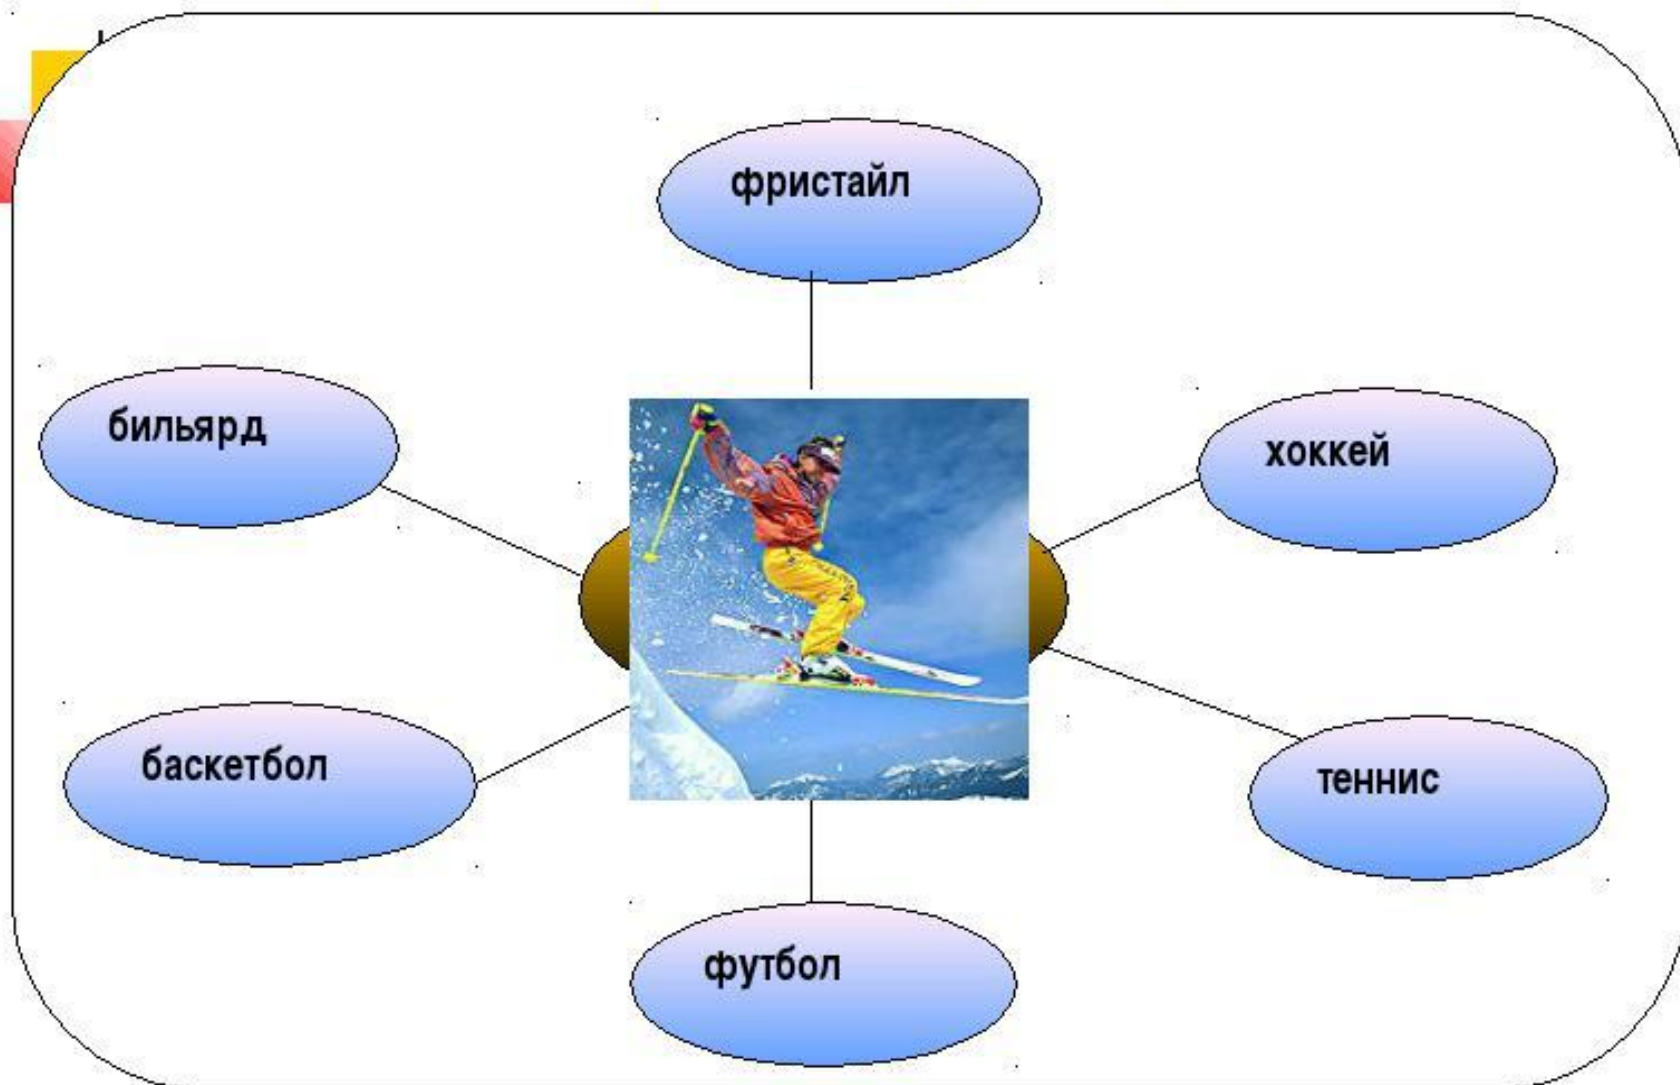 фристайл
бильярд
хоккей
баскетбол
теннис
футбол